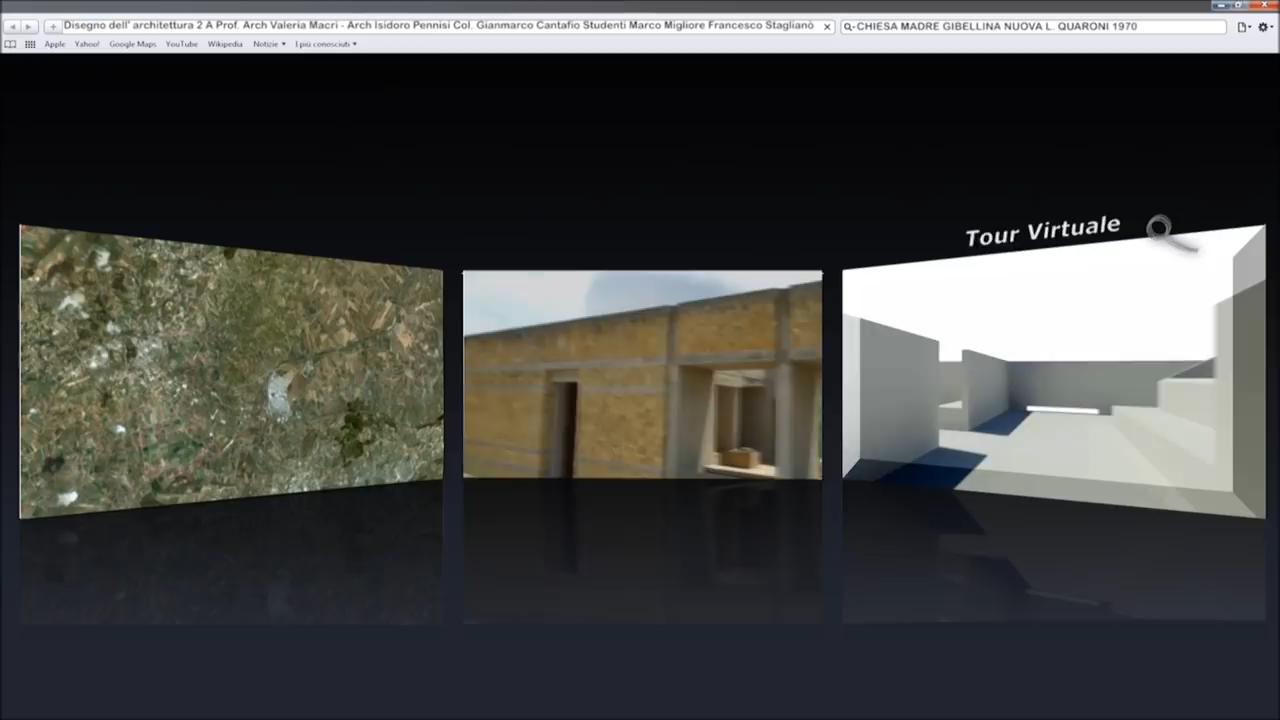 Disegno dell' architettura 2 A Prof. Arch Valeria Macrì - Arch Isidoro Pennisi Col. Gianmarco Cantafio Studenti Marco Migliore Francesco Staglianò
CHIESA MADRE GIBELLINA NUOVA L. QUARONI 1970
Apple Yahoo! Google Maps YouTube Wikipedia Notizie I più conosciuti
Tour Virtuale